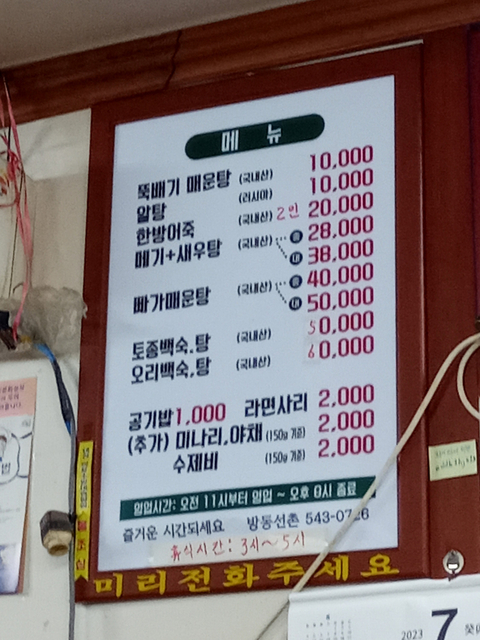 메 뉴
뚝배기 매운탕 (국내산) 10,000
알탕 (러시아) 10,000
한방어죽 (국내산) 2인 20,000
메기+새우탕 (국내산) 중 28,000
대 38,000
빠가매운탕 (국내산) 중 40,000
대 50,000
토종백숙.탕 (국내산) 50,000
오리백숙.탕 (국내산) 60,000
공기밥 1,000 라면사리 2,000
(추가) 미나리,야채 (150g 기준) 2,000
수제비 (150g 기준) 2,000
영업시간: 오전 11시부터 영업 ~ 오후 시 종료
즐거운 시간되세요 방동선촌
휴식시간: 3시~5시
미리전화주세요
불조심
2023 7